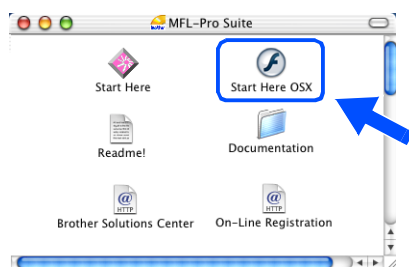 MFL-Pro Suite
Start Here
Start Here OSX
Readme!
Documentation
@
HTTP
@
HTTP
Brother Solutions Center
On-Line Registration